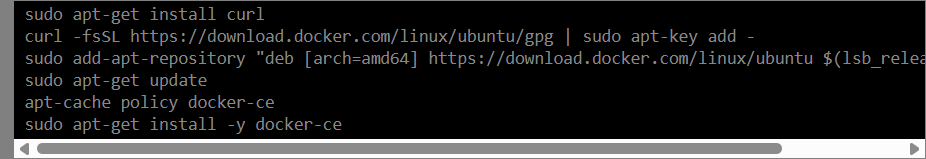 sudo apt-get install curl
curl -fsSL https://download.docker.com/linux/ubuntu/gpg | sudo apt-key add -
sudo add-apt-repository "deb [arch=amd64] https://download.docker.com/linux/ubuntu $(lsb_relea
sudo apt-get update
apt-cache policy docker-ce
sudo apt-get install -y docker-ce